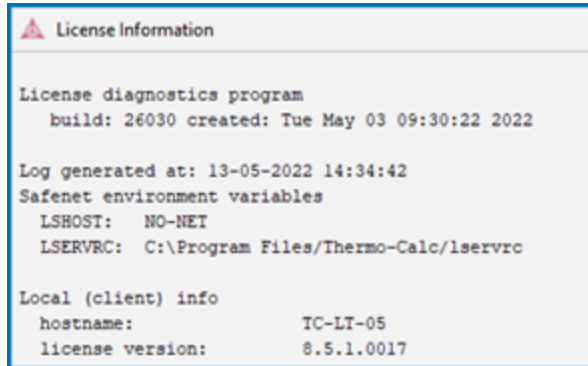 License Information
License diagnostics program
build: 26030 created: Tue May 03 09:30:22 2022
Log generated at: 13-05-2022 14:34:42
Safenet environment variables
LSHOST: NO-NET
LSERVRC: C:\Program Files/Thermo-Calc/lservrc
Local (client) info
hostname: TC-LT-05
license version: 8.5.1.0017